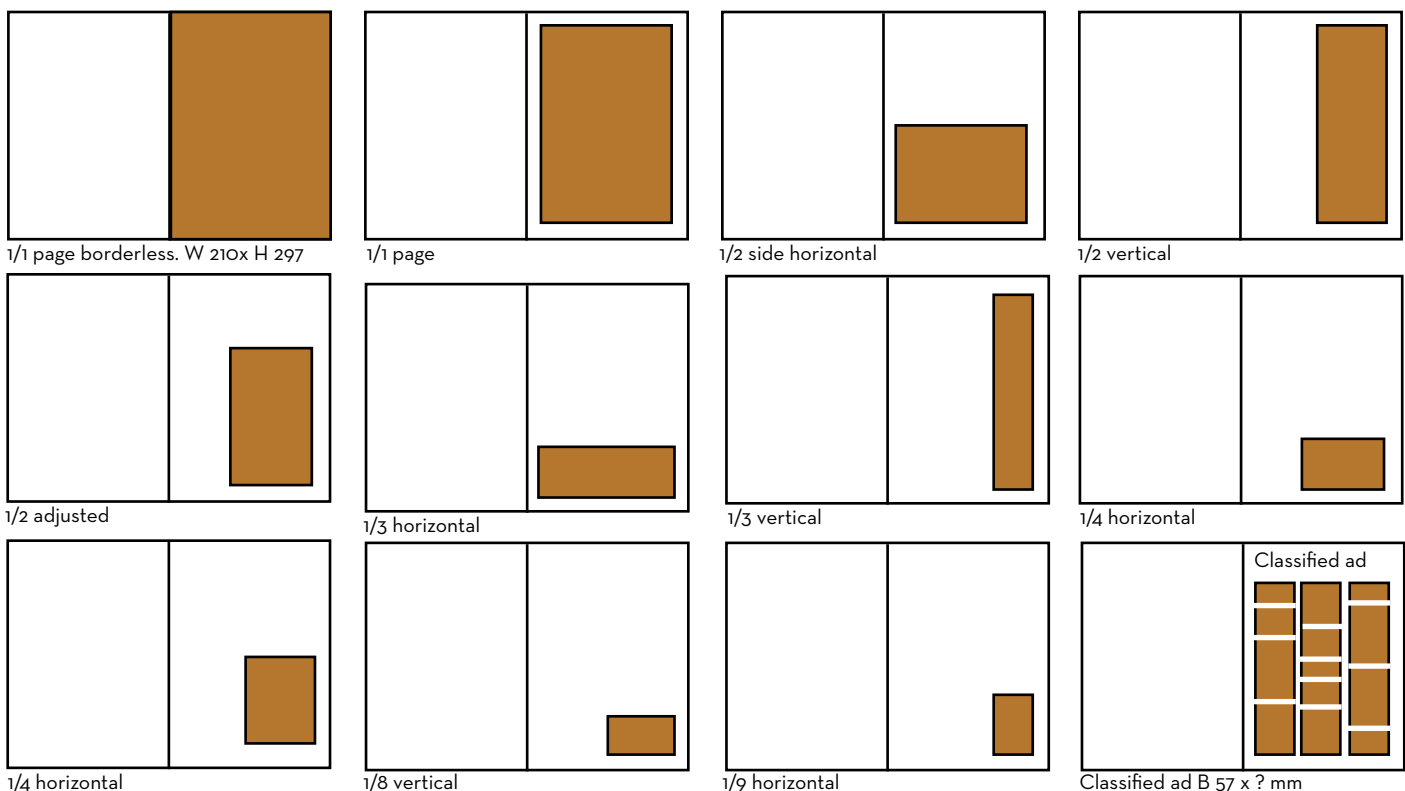 1/1 page borderless. W 210x H 297
1/1 page
1/2 side horizontal
1/2 vertical
1/2 adjusted
1/3 horizontal
1/3 vertical
1/4 horizontal
1/4 horizontal
1/8 vertical
1/9 horizontal
Classified ad
Classified ad B 57 x ? mm